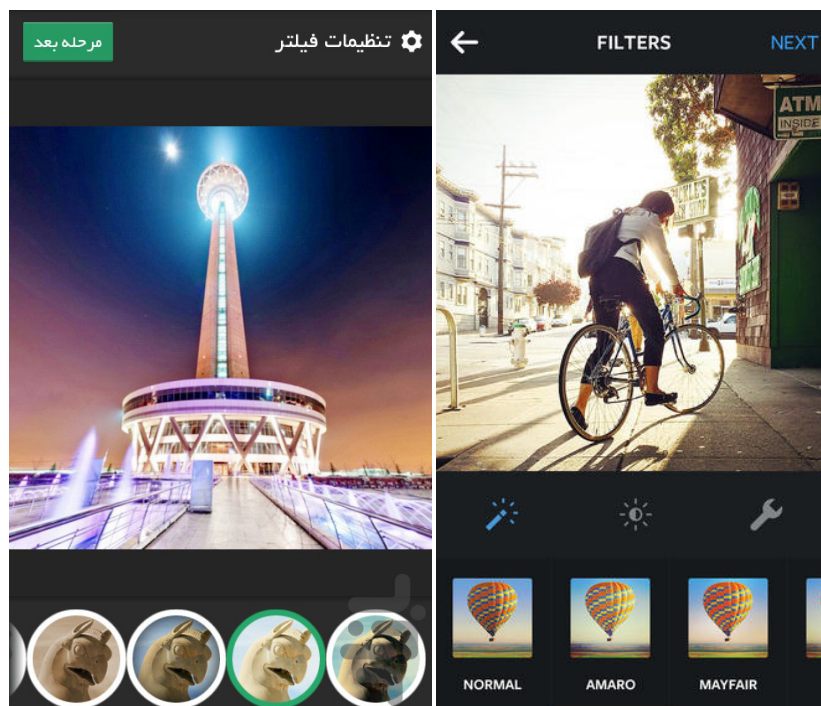 مرحله بعد
تنظیمات فیلتر
FILTERS
NEXT
ATM
INSIDE
NORMAL
AMARO
MAYFAIR